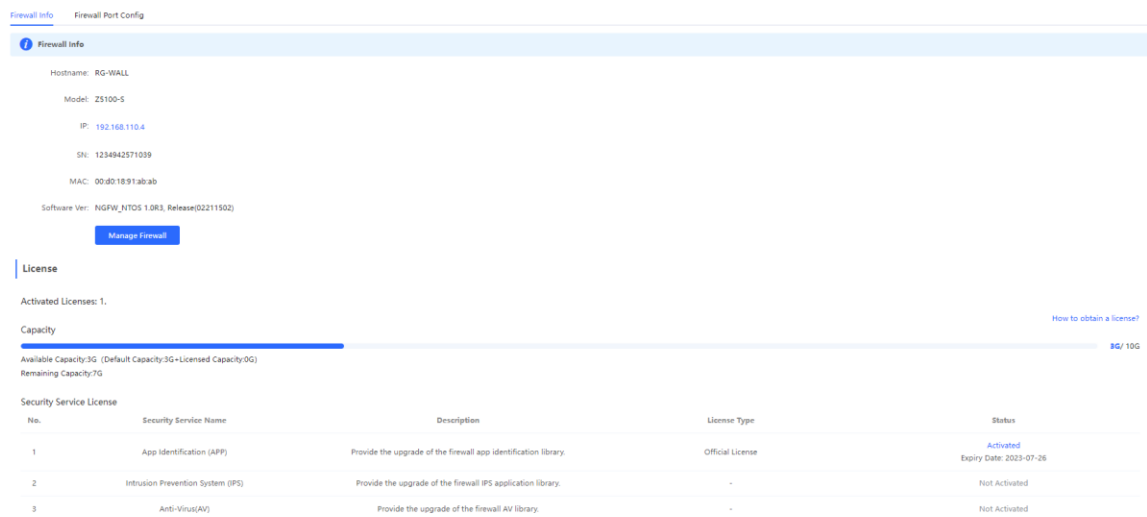 Firewall Info Firewall Port Config
Firewall Info
Hostname: RG-WALL
Model: Z5100-S
IP: 192.168.110.4
SN: 1234942571039
MAC: 00:d0:18:91:ab:ab
Software Ver: NGFW_NTOS 1.0R3, Release(02211502)
Manage Firewall
License
Activated Licenses: 1.
How to obtain a license?
Capacity
3G/ 10G
Available Capacity:3G (Default Capacity:3G+Licensed Capacity:0G)
Remaining Capacity:7G
Security Service License
No. Security Service Name Description License Type Status
1 App Identification (APP) Provide the upgrade of the firewall app identification library. Official License Activated
Expiry Date: 2023-07-26
2 Intrusion Prevention System (IPS) Provide the upgrade of the firewall IPS application library. - Not Activated
3 Anti-Virus(AV) Provide the upgrade of the firewall AV library. - Not Activated